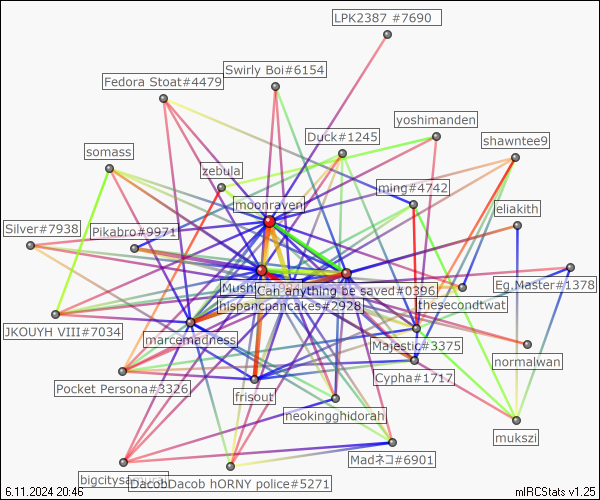 LPK2387 #7690
Swirly Boi#6154
Fedora Stoat#4479
yoshimanden
Duck#1245
shawntee9
somass
zebula
ming#4742
moonraven
eliakith
Silver#7938
Pikabro#9971
Mushi
Can anything be saved#0396
Eg.Master#1378
hispancpancakes#2928
thesecondtwat
JKOUYH VIII#7034
marcemadness
Majestic#3375
normalwan
Cypha#1717
Pocket Persona#3326
frisout
neokingghidorah
mukszi
Madネコ#6901
DacobDacob hORNY police#5271
6.11.2024 20:46
mIRCStats v1.25